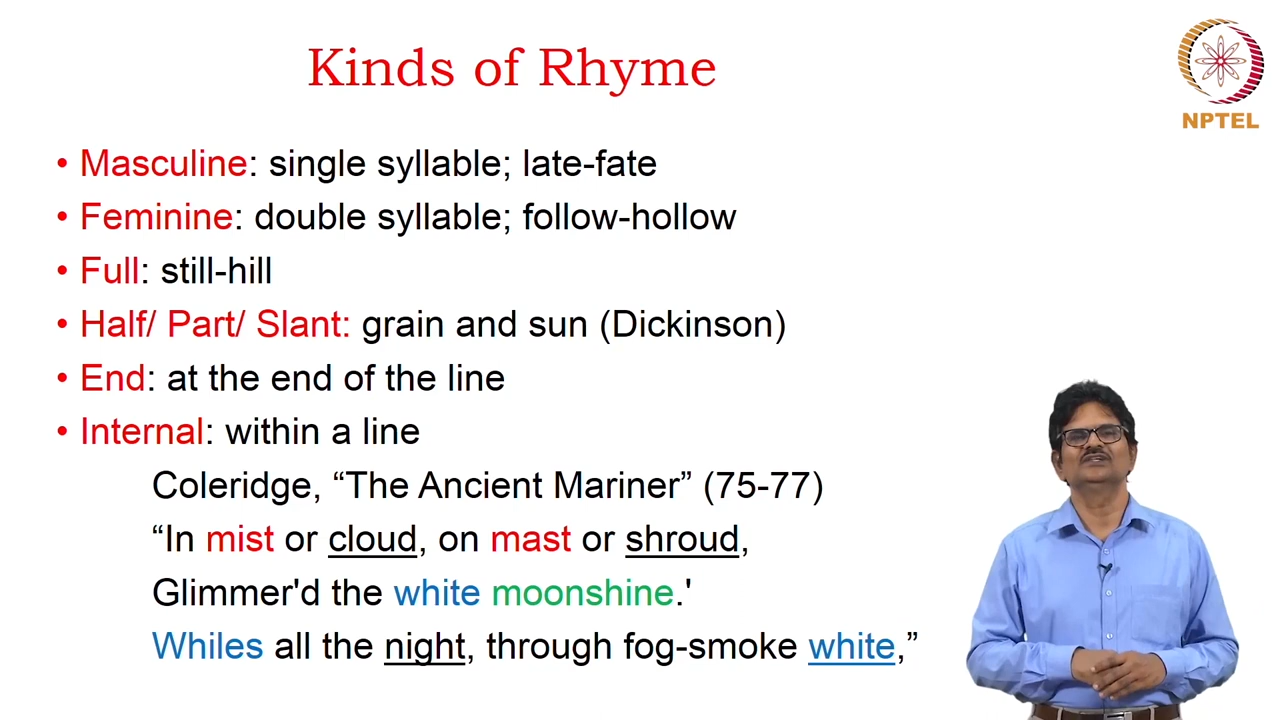 Kinds of Rhyme
NPTEL
• Masculine: single syllable; late-fate
• Feminine: double syllable; follow-hollow
• Full: still-hill
• Half/ Part/ Slant: grain and sun (Dickinson)
• End: at the end of the line
• Internal: within a line
Coleridge, “The Ancient Mariner” (75-77)
“In mist or cloud, on mast or shroud,
Glimmer'd the white moonshine.'
Whiles all the night, through fog-smoke white,”